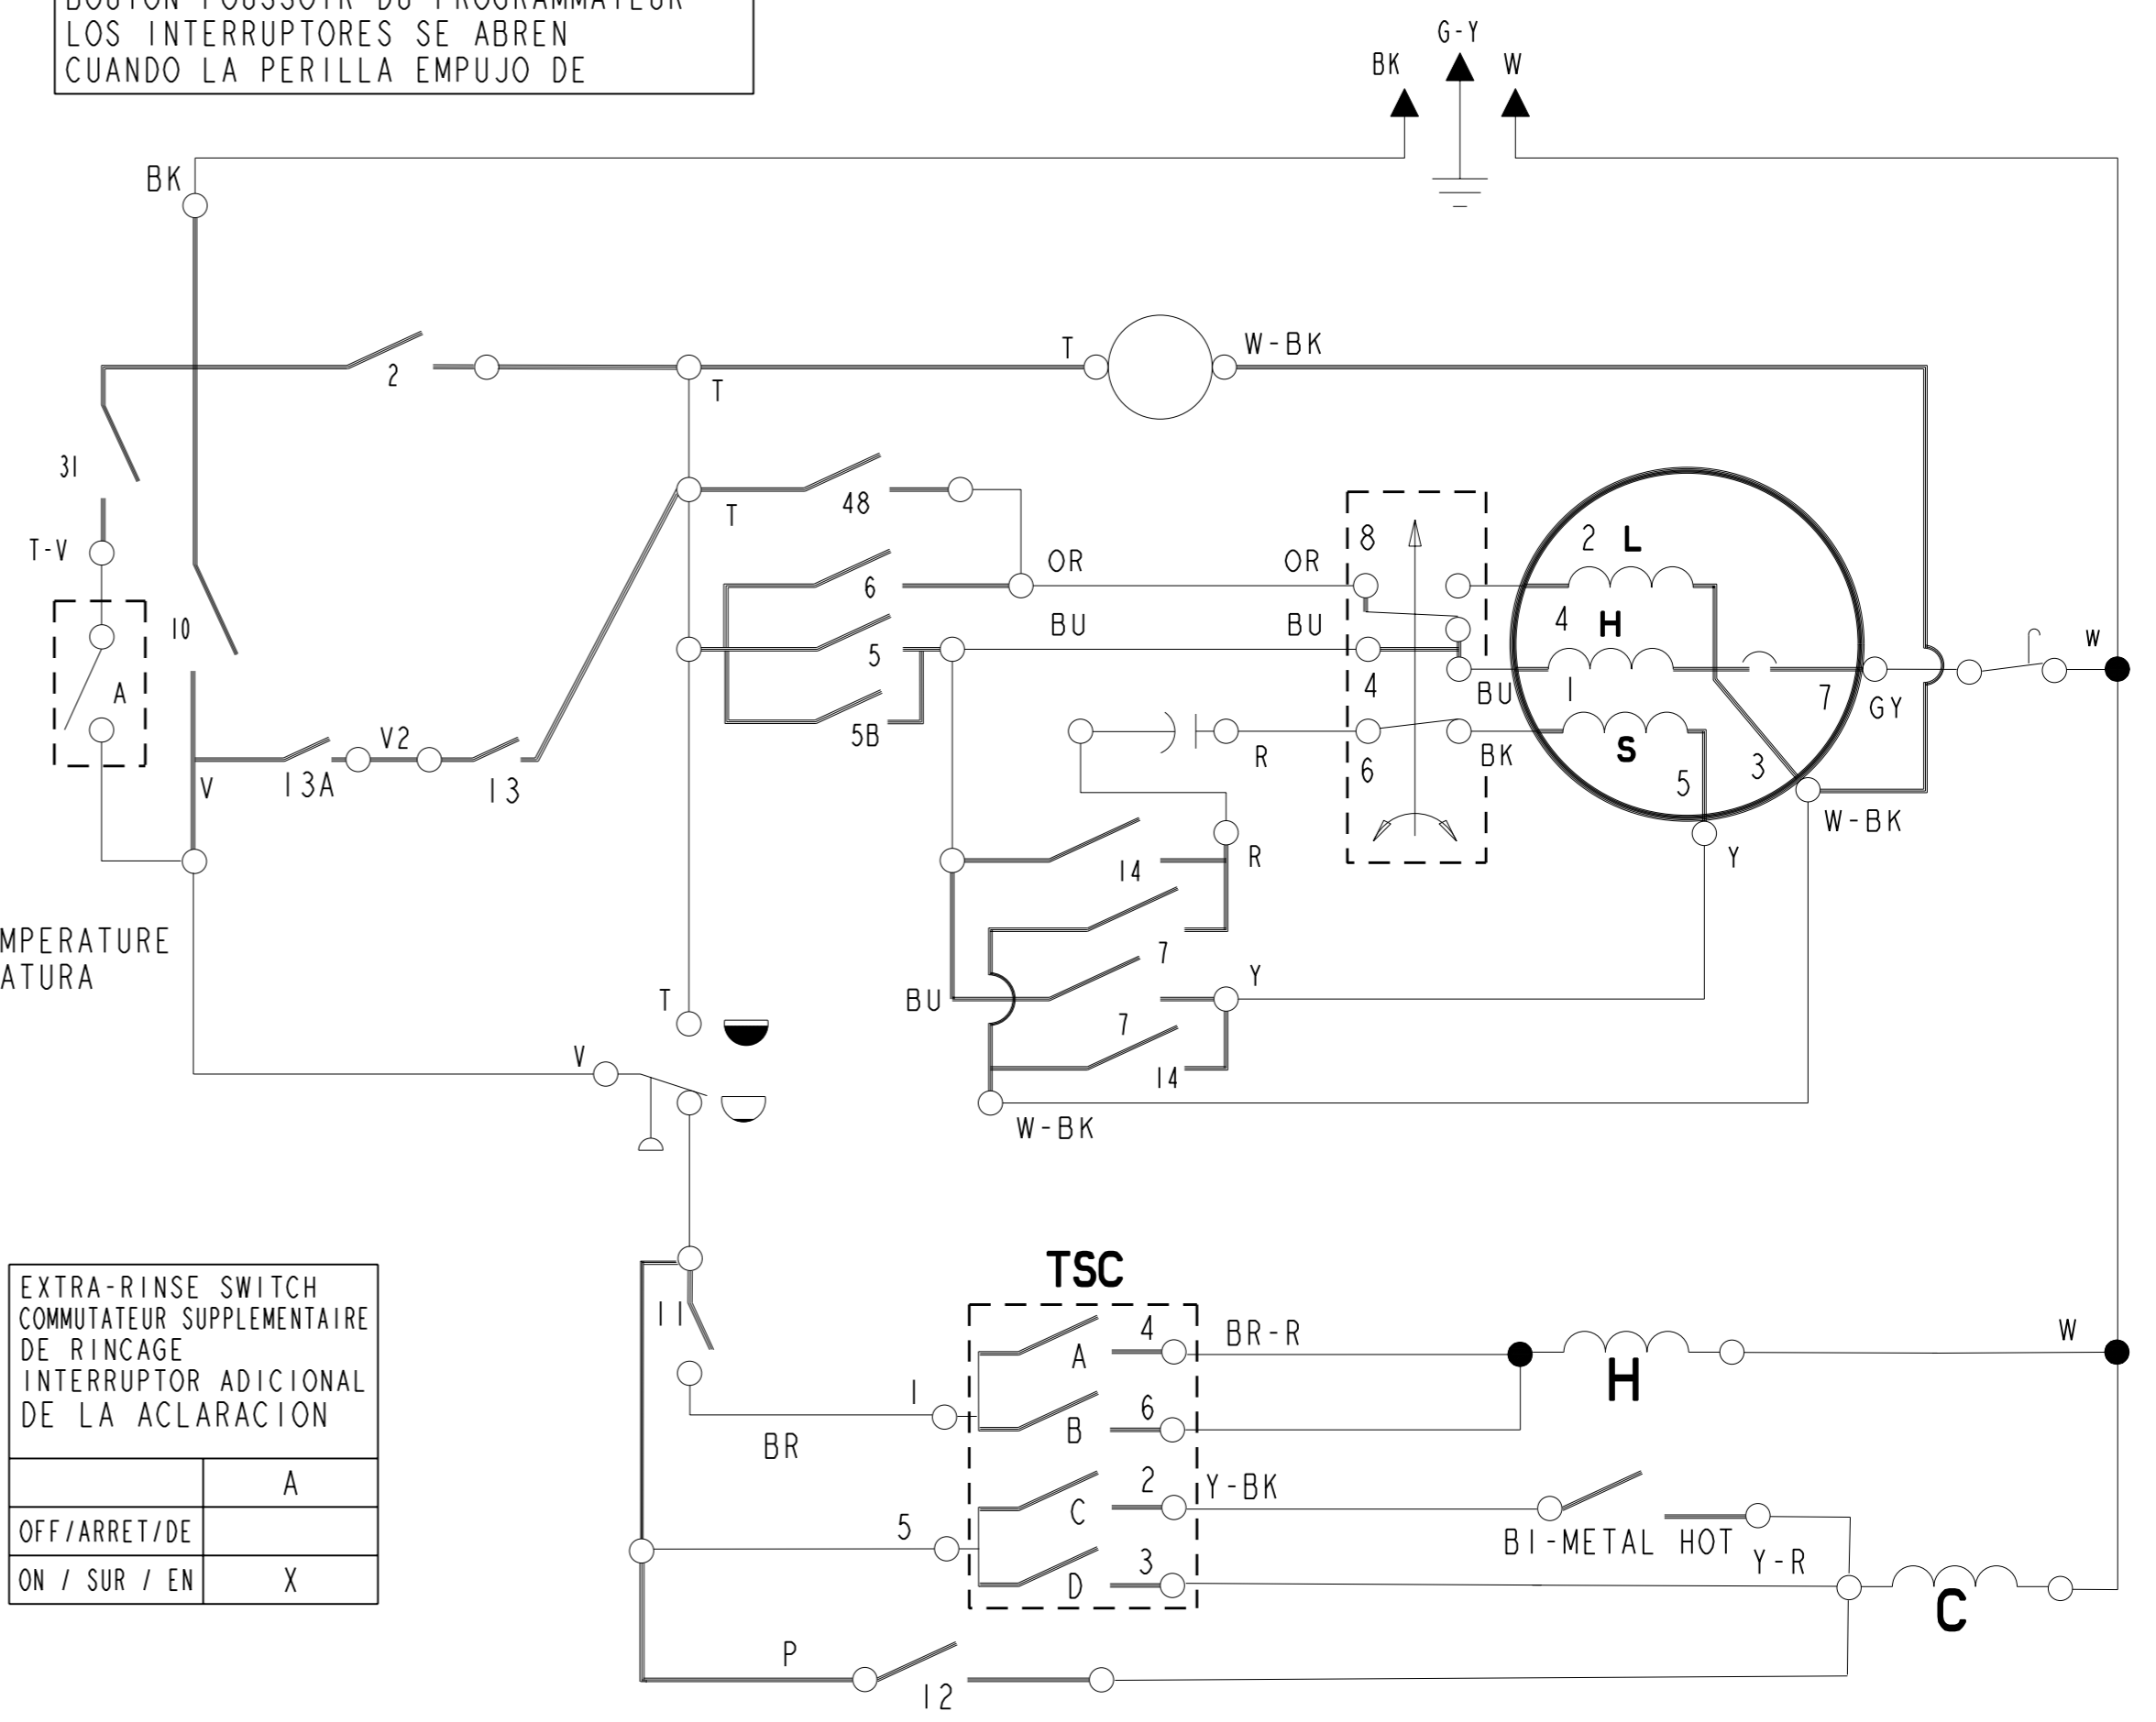 BOUTON POUSSOIR DU PROGRAMMATEUR
LOS INTERRUPTORES SE ABREN
CUANDO LA PERILLA EMPUJO DE
G-Y
BK
W
BK
2
T
T
W-BK
31
T
48
T-V
OR
OR
8
2 L
10
6
BU
BU
4 H
W
A
5
4
BU
1
7
GY
V2
5B
R
6
BK
S
5
3
V
13A
13
W-BK
14
R
Y
MPERATURE
ATURA
7
Y
T
BU
7
V
14
W-BK
TSC
EXTRA-RINSE SWITCH
COMMUTATEUR SUPPLEMENTAIRE
DE RINCAGE
INTERRUPTOR ADICIONAL
DE LA ACLARACION
A
OFF/ARRET/DE
ON / SUR / EN
X
11
A
4
BR-R
H
W
1
BR
B
6
C
2
Y-BK
5
BI-METAL HOT
Y-R
D
3
C
P
12